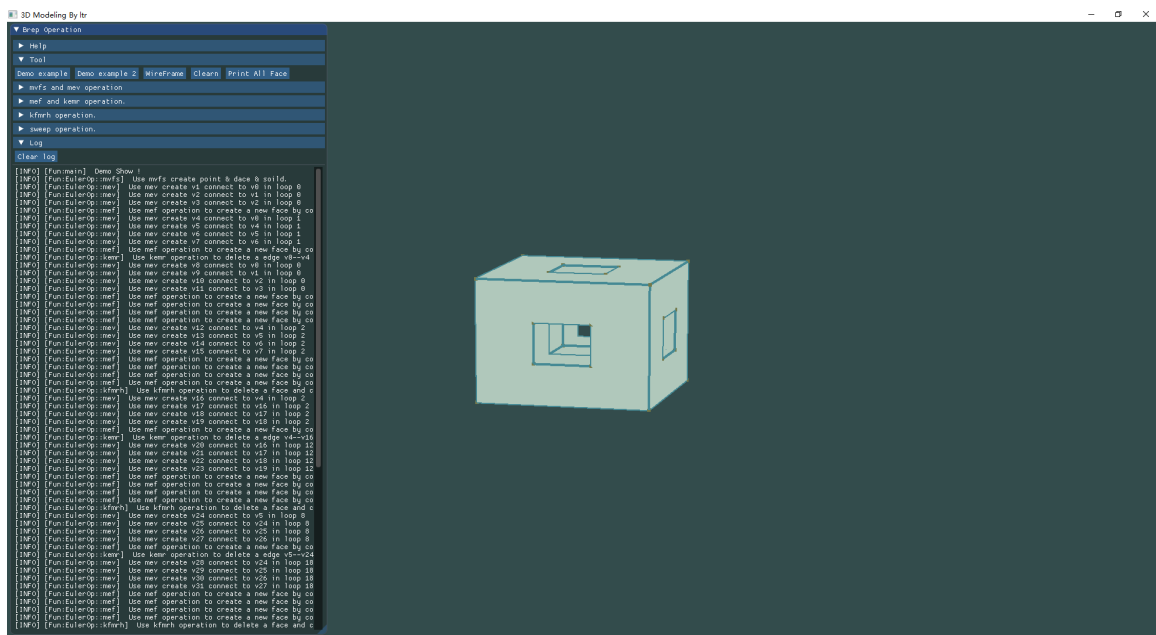 3D Modeling By ltr
Brep Operation
Help
Tool
Demo example Demo example 2 WireFrame Clearn Print All Face
mvfs and mev operation
mef and kemr operation.
kfmrh operation.
sweep operation.
Log
Clear log
[INFO] [Fun:main] Demo Show !
[INFO] [Fun:EulerOp::mvfs] Use mvfs create point & dace & soild.
[INFO] [Fun:EulerOp::mev] Use mev create v1 connect to v0 in loop 0
[INFO] [Fun:EulerOp::mev] Use mev create v2 connect to v1 in loop 0
[INFO] [Fun:EulerOp::mev] Use mev create v3 connect to v2 in loop 0
[INFO] [Fun:EulerOp::mef] Use mef operation to create a new face by co
[INFO] [Fun:EulerOp::mev] Use mev create v4 connect to v0 in loop 1
[INFO] [Fun:EulerOp::mev] Use mev create v5 connect to v4 in loop 1
[INFO] [Fun:EulerOp::mev] Use mev create v6 connect to v5 in loop 1
[INFO] [Fun:EulerOp::mev] Use mev create v7 connect to v6 in loop 1
[INFO] [Fun:EulerOp::mef] Use mef operation to create a new face by co
[INFO] [Fun:EulerOp::kemr] Use kemr operation to delete a edge v0--v4
[INFO] [Fun:EulerOp::mev] Use mev create v8 connect to v0 in loop 0
[INFO] [Fun:EulerOp::mev] Use mev create v9 connect to v1 in loop 0
[INFO] [Fun:EulerOp::mev] Use mev create v10 connect to v2 in loop 0
[INFO] [Fun:EulerOp::mev] Use mev create v11 connect to v3 in loop 0
[INFO] [Fun:EulerOp::mef] Use mef operation to create a new face by co
[INFO] [Fun:EulerOp::mef] Use mef operation to create a new face by co
[INFO] [Fun:EulerOp::mef] Use mef operation to create a new face by co
[INFO] [Fun:EulerOp::mef] Use mef operation to create a new face by co
[INFO] [Fun:EulerOp::mev] Use mev create v12 connect to v4 in loop 2
[INFO] [Fun:EulerOp::mev] Use mev create v13 connect to v5 in loop 2
[INFO] [Fun:EulerOp::mev] Use mev create v14 connect to v6 in loop 2
[INFO] [Fun:EulerOp::mev] Use mev create v15 connect to v7 in loop 2
[INFO] [Fun:EulerOp::mef] Use mef operation to create a new face by co
[INFO] [Fun:EulerOp::mef] Use mef operation to create a new face by co
[INFO] [Fun:EulerOp::mef] Use mef operation to create a new face by co
[INFO] [Fun:EulerOp::mef] Use mef operation to create a new face by co
[INFO] [Fun:EulerOp::kfmrh] Use kfmrh operation to delete a face and c
[INFO] [Fun:EulerOp::mev] Use mev create v16 connect to v4 in loop 2
[INFO] [Fun:EulerOp::mev] Use mev create v17 connect to v16 in loop 2
[INFO] [Fun:EulerOp::mev] Use mev create v18 connect to v17 in loop 2
[INFO] [Fun:EulerOp::mev] Use mev create v19 connect to v18 in loop 2
[INFO] [Fun:EulerOp::mef] Use mef operation to create a new face by co
[INFO] [Fun:EulerOp::kemr] Use kemr operation to delete a edge v4--v16
[INFO] [Fun:EulerOp::mev] Use mev create v20 connect to v16 in loop 12
[INFO] [Fun:EulerOp::mev] Use mev create v21 connect to v17 in loop 12
[INFO] [Fun:EulerOp::mev] Use mev create v22 connect to v18 in loop 12
[INFO] [Fun:EulerOp::mev] Use mev create v23 connect to v19 in loop 12
[INFO] [Fun:EulerOp::mef] Use mef operation to create a new face by co
[INFO] [Fun:EulerOp::mef] Use mef operation to create a new face by co
[INFO] [Fun:EulerOp::mef] Use mef operation to create a new face by co
[INFO] [Fun:EulerOp::mef] Use mef operation to create a new face by co
[INFO] [Fun:EulerOp::kfmrh] Use kfmrh operation to delete a face and c
[INFO] [Fun:EulerOp::mev] Use mev create v24 connect to v5 in loop 8
[INFO] [Fun:EulerOp::mev] Use mev create v25 connect to v24 in loop 8
[INFO] [Fun:EulerOp::mev] Use mev create v26 connect to v25 in loop 8
[INFO] [Fun:EulerOp::mev] Use mev create v27 connect to v26 in loop 8
[INFO] [Fun:EulerOp::mef] Use mef operation to create a new face by co
[INFO] [Fun:EulerOp::kemr] Use kemr operation to delete a edge v5--v24
[INFO] [Fun:EulerOp::mev] Use mev create v28 connect to v24 in loop 18
[INFO] [Fun:EulerOp::mev] Use mev create v29 connect to v25 in loop 18
[INFO] [Fun:EulerOp::mev] Use mev create v30 connect to v26 in loop 18
[INFO] [Fun:EulerOp::mev] Use mev create v31 connect to v27 in loop 18
[INFO] [Fun:EulerOp::mef] Use mef operation to create a new face by co
[INFO] [Fun:EulerOp::mef] Use mef operation to create a new face by co
[INFO] [Fun:EulerOp::mef] Use mef operation to create a new face by co
[INFO] [Fun:EulerOp::mef] Use mef operation to create a new face by co
[INFO] [Fun:EulerOp::kfmrh] Use kfmrh operation to delete a face and c